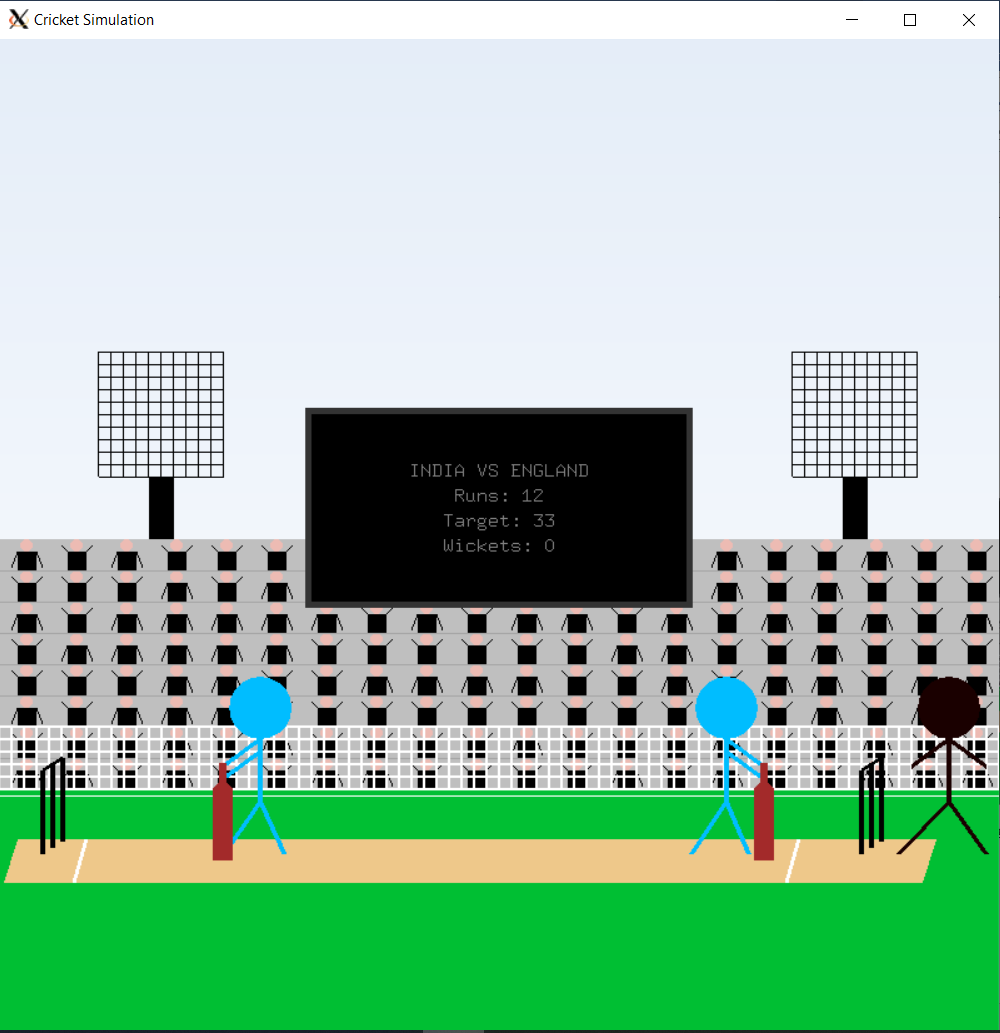 Cricket Simulation
INDIA VS ENGLAND
Runs: 12
Target: 33
Wickets: 0